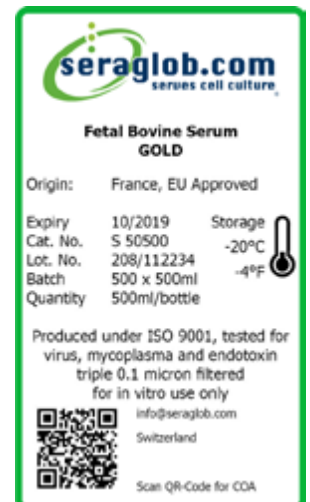 seraglob.com
serves cell culture
Fetal Bovine Serum
GOLD
Origin: France, EU Approved
Expiry 10/2019 Storage
Cat. No. S 50500 -20°C
Lot. No. 208/112234 -4°F
Batch 500 x 500ml
Quantity 500ml/bottle
Produced under ISO 9001, tested for
virus, mycoplasma and endotoxin
triple 0.1 micron filtered
for in vitro use only
info@seraglob.com
Switzerland
Scan QR-Code for COA